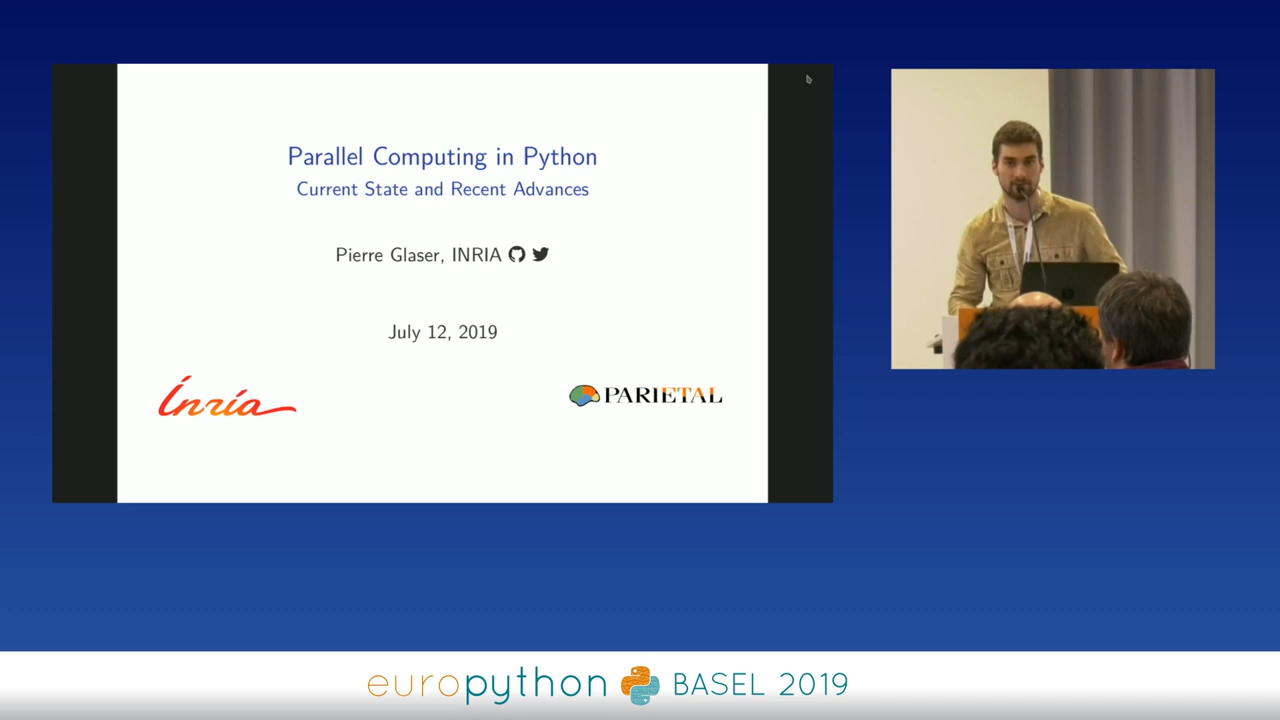 Parallel Computing in Python
Current State and Recent Advances
Pierre Glaser, INRIA
July 12, 2019
Inria
PARIETAL
europython BASEL 2019